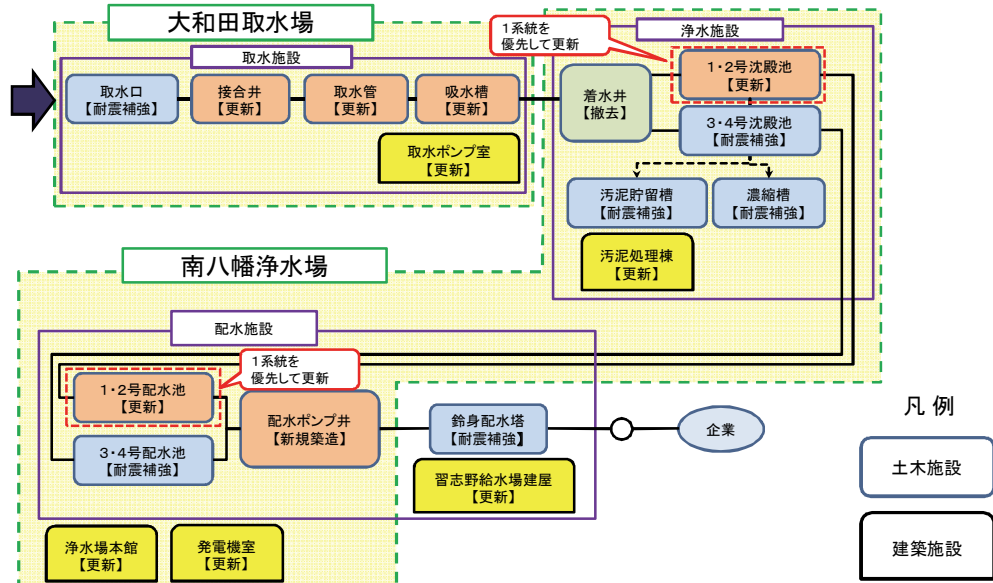 大和田取水場
取水施設
取水口
【耐震補強】
接合井
【更新】
取水管
【更新】
吸水槽
【更新】
取水ポンプ室
【更新】
1系統を
優先して更新
浄水施設
着水井
【撤去】
1・2号沈殿池
【更新】
3・4号沈殿池
【耐震補強】
汚泥貯留槽
【耐震補強】
濃縮槽
【耐震補強】
汚泥処理棟
【更新】
南八幡浄水場
配水施設
1系統を
優先して更新
1・2号配水池
【更新】
3・4号配水池
【耐震補強】
配水ポンプ井
【新規築造】
鈴身配水塔
【耐震補強】
習志野給水場建屋
【更新】
企業
浄水場本館
【更新】
発電機室
【更新】
凡例
土木施設
建築施設